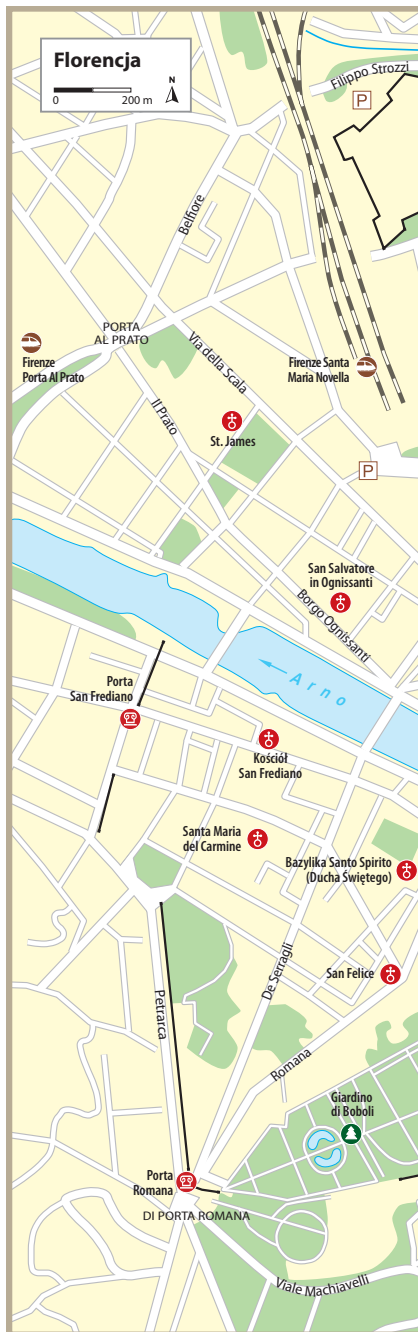 Florencja
N
0 200 m
Filippo Strozzi
P
Belfiore
PORTA
AL PRATO
Firenze
Porta Al Prato
Via della Scala
Firenze Santa
Maria Novella
Il Prato
St. James
P
San Salvatore
in Ognissanti
Borgo Ognissanti
Arno
Porta
San Frediano
Kościół
San Frediano
Santa Maria
del Carmine
Bazylika Santo Spirito
(Ducha Świętego)
San Felice
De Serragli
Petrarca
Romana
Giardino
di Boboli
Porta
Romana
DI PORTA ROMANA
Viale Machiavelli